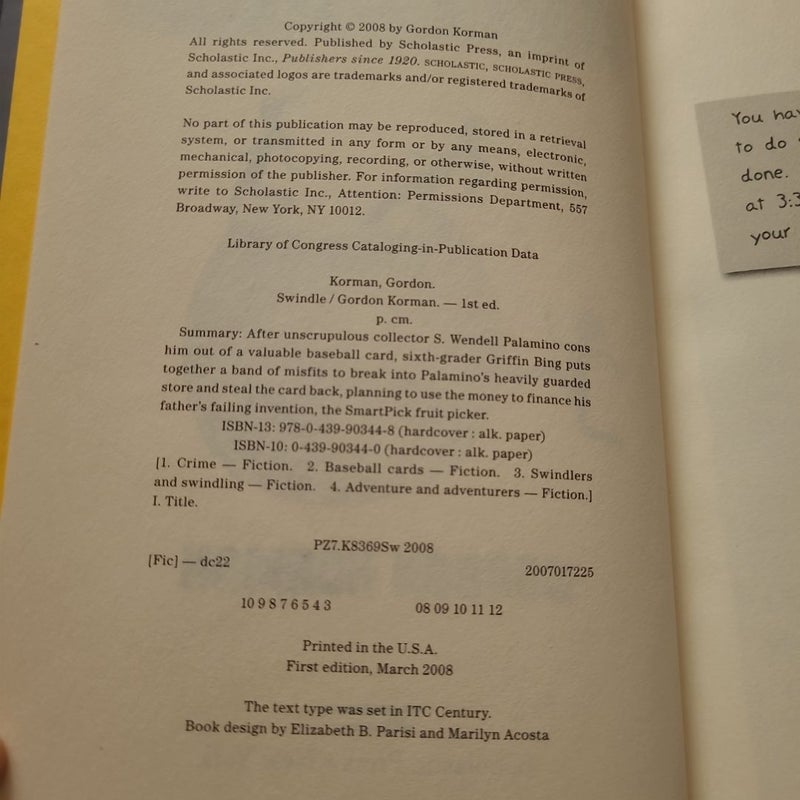 Copyright © 2008 by Gordon Korman
All rights reserved. Published by Scholastic Press, an imprint of
Scholastic Inc., Publishers since 1920. SCHOLASTIC, SCHOLASTIC PRESS,
and associated logos are trademarks and/or registered trademarks of
Scholastic Inc.
No part of this publication may be reproduced, stored in a retrieval
system, or transmitted in any form or by any means, electronic,
mechanical, photocopying, recording, or otherwise, without written
permission of the publisher. For information regarding permission,
write to Scholastic Inc., Attention: Permissions Department, 557
Broadway, New York, NY 10012.
Library of Congress Cataloging-in-Publication Data
Korman, Gordon.
Swindle / Gordon Korman. — 1st ed.
p. cm.
Summary: After unscrupulous collector S. Wendell Palamino cons
him out of a valuable baseball card, sixth-grader Griffin Bing puts
together a band of misfits to break into Palamino's heavily guarded
store and steal the card back, planning to use the money to finance his
father's failing invention, the SmartPick fruit picker.
ISBN-13: 978-0-439-90344-8 (hardcover : alk. paper)
ISBN-10: 0-439-90344-0 (hardcover : alk. paper)
[1. Crime — Fiction. 2. Baseball cards — Fiction. 3. Swindlers
and swindling — Fiction. 4. Adventure and adventurers — Fiction.]
I. Title.
PZ7.K8369Sw 2008
[Fic] — dc22
2007017225
10 9 8 7 6 5 4 3 08 09 10 11 12
Printed in the U.S.A.
First edition, March 2008
The text type was set in ITC Century.
Book design by Elizabeth B. Parisi and Marilyn Acosta
You
to do
done.
at
your